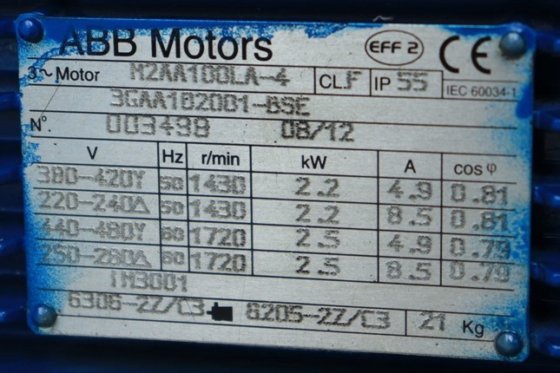 ABB Motors EFF 2 CE
3~ Motor M2AA100LA-4 CL.F IP 55 IEC 60034-1
3GAA102001-BSE
N° 003498 08/12
V Hz r/min kW A cos φ
380-420Y 50 1430 2.2 4.9 0.81
220-240Δ 50 1430 2.2 8.5 0.81
440-480Y 60 1720 2.5 4.9 0.79
250-280Δ 60 1720 2.5 8.5 0.79
IM3001
6306-2Z/C3 6205-2Z/C3 21 Kg